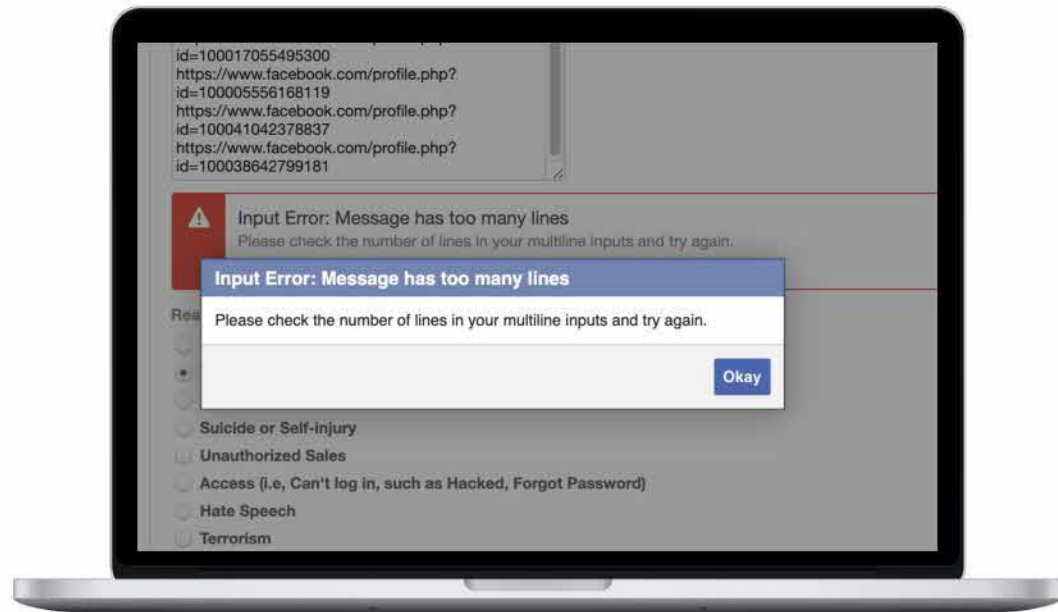 id=100017055495300
https://www.facebook.com/profile.php?
id=100005556168119
https://www.facebook.com/profile.php?
id=100041042378837
https://www.facebook.com/profile.php?
id=100038642799181
Input Error: Message has too many lines
Please check the number of lines in your multiline inputs and try again.
Input Error: Message has too many lines
Please check the number of lines in your multiline inputs and try again.
Okay
Suicide or Self-injury
Unauthorized Sales
Access (i.e, Can't log in, such as Hacked, Forgot Password)
Hate Speech
Terrorism